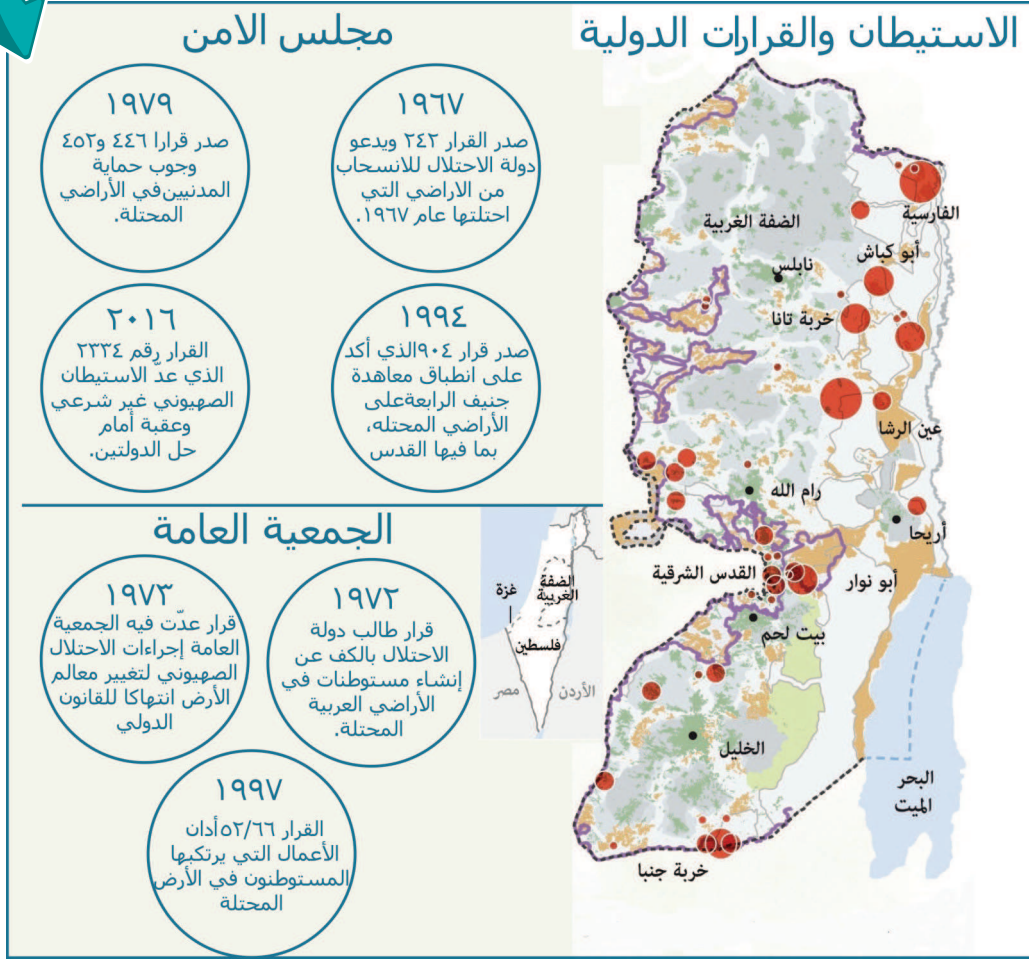 الاستيطان والقرارات الدولية
مجلس الامن
١٩٦٧
صدر القرار ٢٤٢ ويدعو
دولة الاحتلال للانسحاب
من الاراضي التي
احتلتها عام ١٩٦٧.
١٩٧٩
صدر قرارا ٤٤٦ و٤٥٢
وجوب حماية
المدنيين‌في الأراضي
المحتلة.
١٩٩٤
صدر قرار ٩٠٤الذي أكد
على انطباق معاهدة
جنيف الرابعةعلى
الأراضي المحتله،
بما فيها القدس
٢٠١٦
القرار رقم ٢٣٣٤
الذي عدّ الاستيطان
الصهيوني غير شرعي
وعقبة أمام
حل الدولتين.
الجمعية العامة
١٩٧٢
قرار طالب دولة
الاحتلال بالكف عن
إنشاء مستوطنات في
الأراضي العربية
المحتلة.
١٩٧٣
قرار عدّت فيه الجمعية
العامة إجراءات الاحتلال
الصهيوني لتغيير معالم
الأرض انتهاكا للقانون
الدولي
١٩٩٧
القرار ٥٢/٦٦أدان
الأعمال التي يرتكبها
المستوطنون في الأرض
المحتلة
الفارسية
الضفة الغربية
أبو كباش
نابلس
خربة تانا
عين الرشا
رام الله
أريحا
القدس الشرقية
أبو نوار
بيت لحم
الخليل
البحر
الميت
خربة جنبا
الضفة
الغربية
غزة
فلسطين
الأردن
مصر